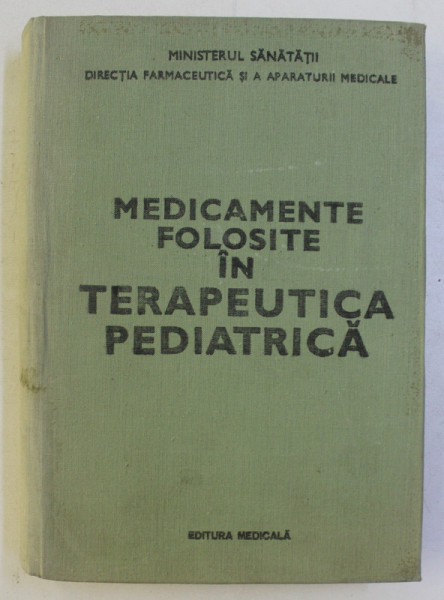 MINISTERUL SĂNĂTĂȚII
DIRECȚIA FARMACEUTICĂ ȘI A APARATURII MEDICALE
MEDICAMENTE
FOLOSITE
ÎN
TERAPEUTICA
PEDIATRICĂ
EDITURA MEDICALĂ